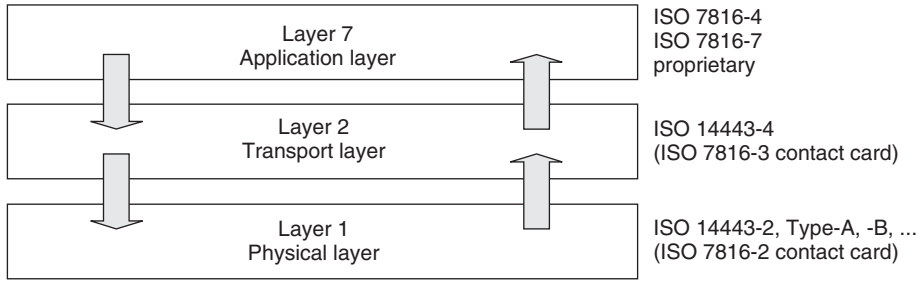 Layer 7
Application layer
ISO 7816-4
ISO 7816-7
proprietary
Layer 2
Transport layer
ISO 14443-4
(ISO 7816-3 contact card)
Layer 1
Physical layer
ISO 14443-2, Type-A, -B, ...
(ISO 7816-2 contact card)